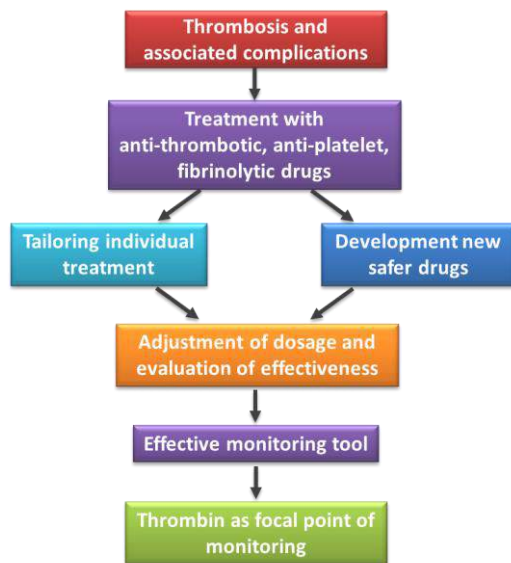 Thrombosis and
associated complications
Treatment with
anti-thrombotic, anti-platelet,
fibrinolytic drugs
Tailoring individual
treatment
Development new
safer drugs
Adjustment of dosage and
evaluation of effectiveness
Effective monitoring tool
Thrombin as focal point of
monitoring